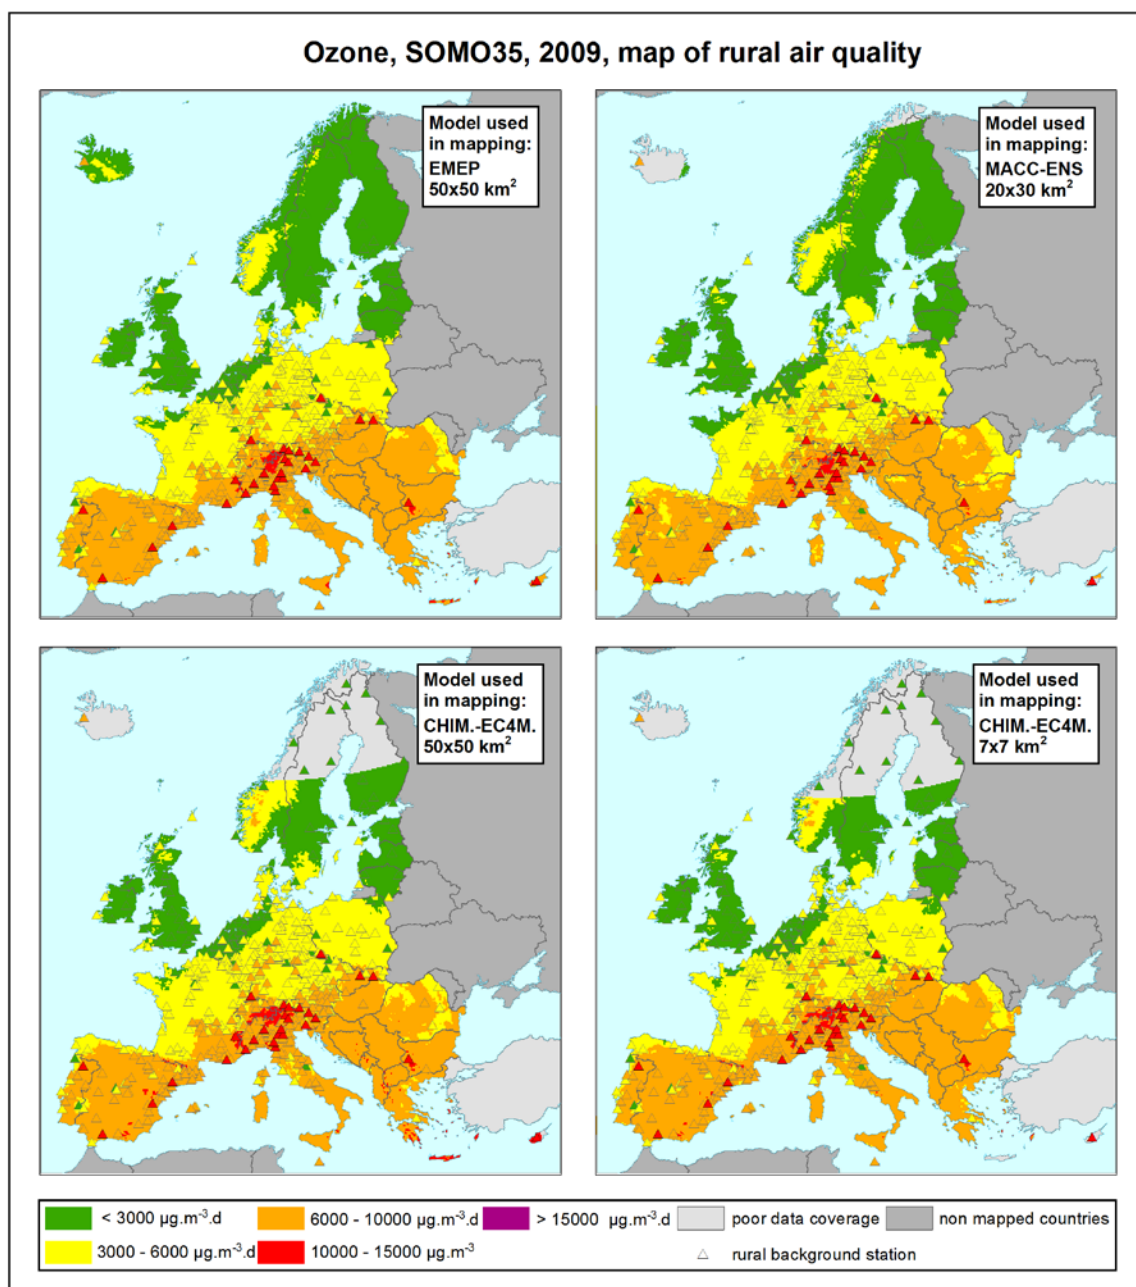 Ozone, SOMO35, 2009, map of rural air quality
Model used
in mapping:
EMEP
50x50 km²
Model used
in mapping:
MACC-ENS
20x30 km²
Model used
in mapping:
CHIM.-EC4M.
50x50 km²
Model used
in mapping:
CHIM.-EC4M.
7x7 km²
< 3000 µg.m⁻³.d
6000 - 10000 µg.m⁻³.d
> 15000 µg.m⁻³.d
poor data coverage
non mapped countries
3000 - 6000 µg.m⁻³.d
10000 - 15000 µg.m⁻³
rural background station